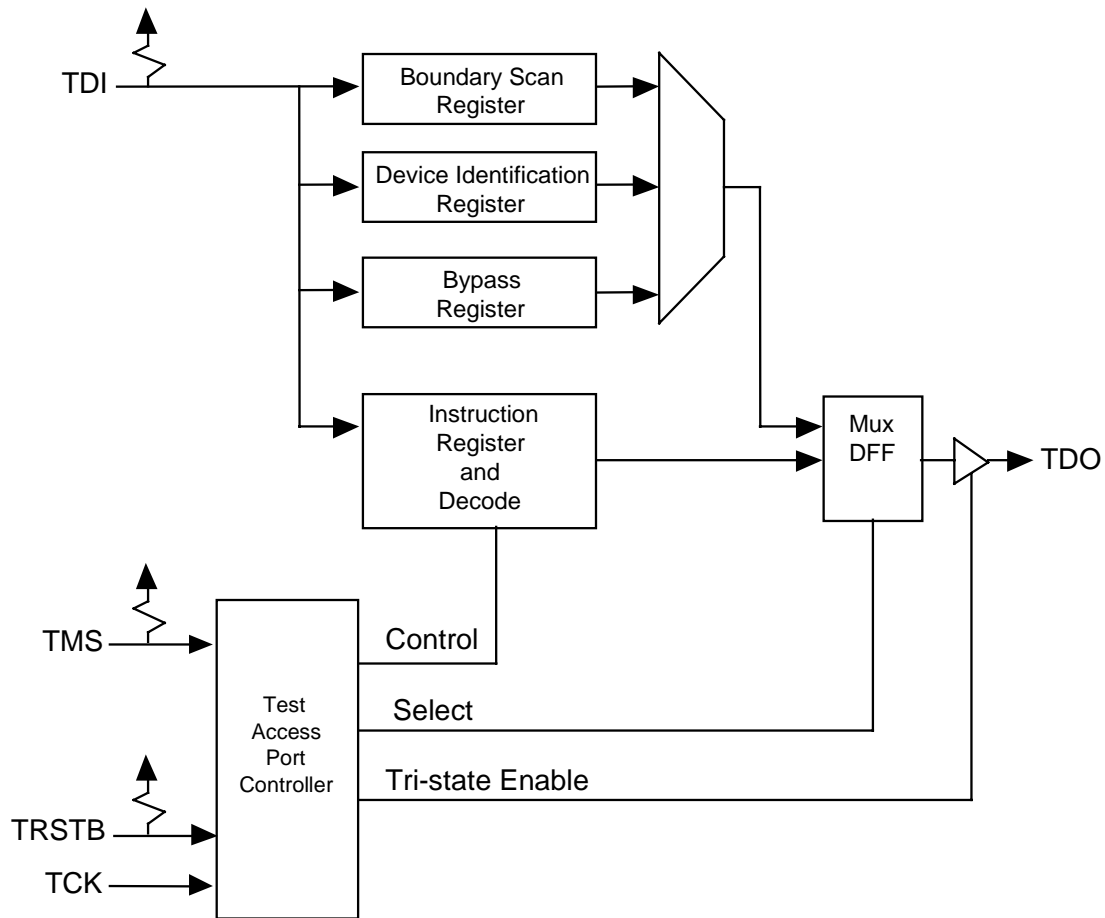 TDI
Boundary Scan
Register
Device Identification
Register
Bypass
Register
Instruction
Register
and
Decode
Mux
DFF
TDO
TMS
Control
Test
Access
Port
Controller
Select
Tri-state Enable
TRSTB
TCK